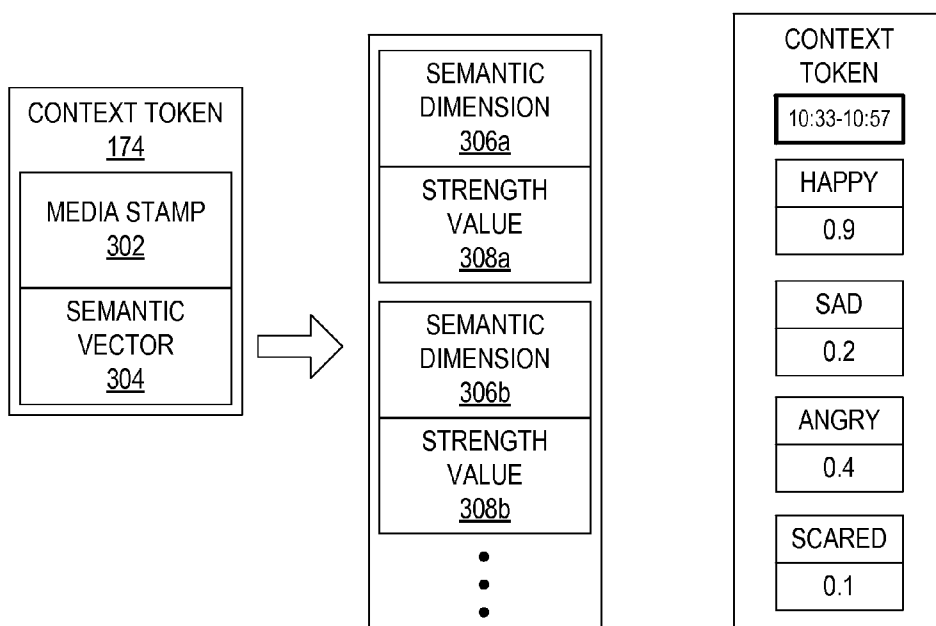 CONTEXT TOKEN
174
MEDIA STAMP
302
SEMANTIC
VECTOR
304
SEMANTIC
DIMENSION
306a
STRENGTH
VALUE
308a
SEMANTIC
DIMENSION
306b
STRENGTH
VALUE
308b
CONTEXT
TOKEN
10:33-10:57
HAPPY
0.9
SAD
0.2
ANGRY
0.4
SCARED
0.1